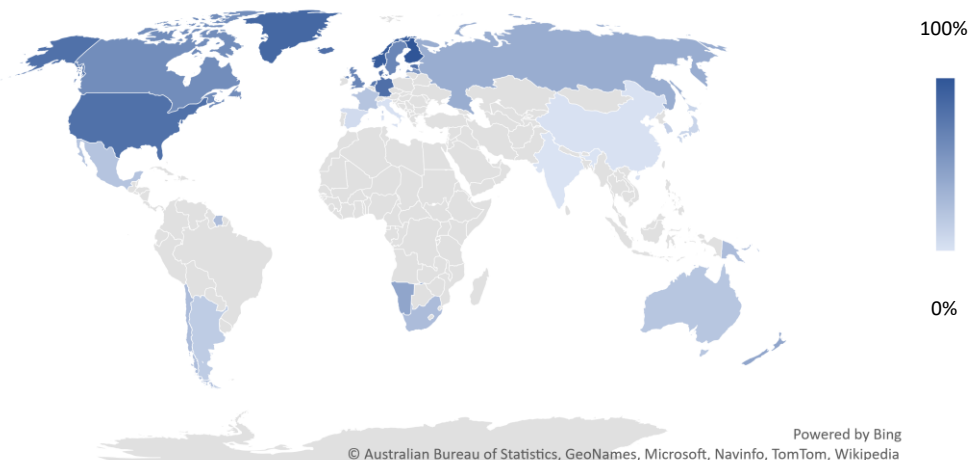 100%
0%
Powered by Bing
© Australian Bureau of Statistics, GeoNames, Microsoft, Navinfo, TomTom, Wikipedia